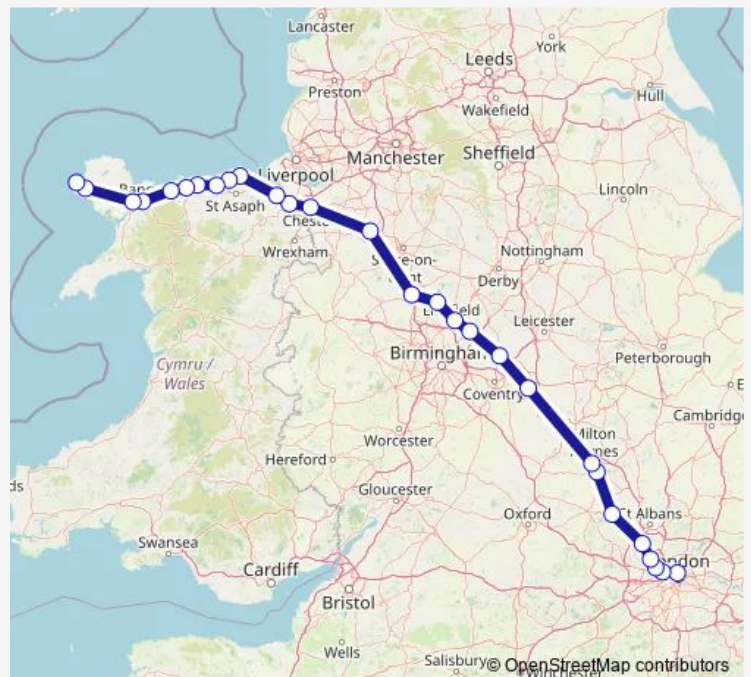 Lancaster
York
Leeds
Preston
Hull
Wakefield
Manchester
Sheffield
Liverpool
St Asaph
Lincoln
Wrexham
Nottingham
Derby
Leicester
Birmingham
Peterborough
Cymru /
Wales
Coventry
Cambridge
Milton
Worcester
Hereford
Gloucester
Oxford
St Albans
Swansea
Cardiff
Bristol
Wells
Salisbury
© OpenStreetMap contributors